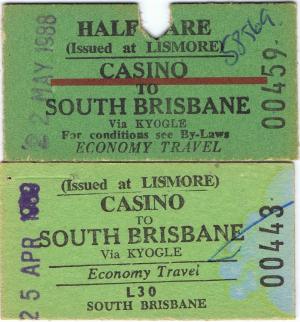 HALF FARE
(Issued at LISMORE)
22 MAY 1988
58569
CASINO
TO
SOUTH BRISBANE
Via KYOGLE
For conditions see By-Laws
ECONOMY TRAVEL
00459.
(Issued at LISMORE)
CASINO
TO
SOUTH BRISBANE
Via KYOGLE
Economy Travel
L30
SOUTH BRISBANE
25 APR
00443.